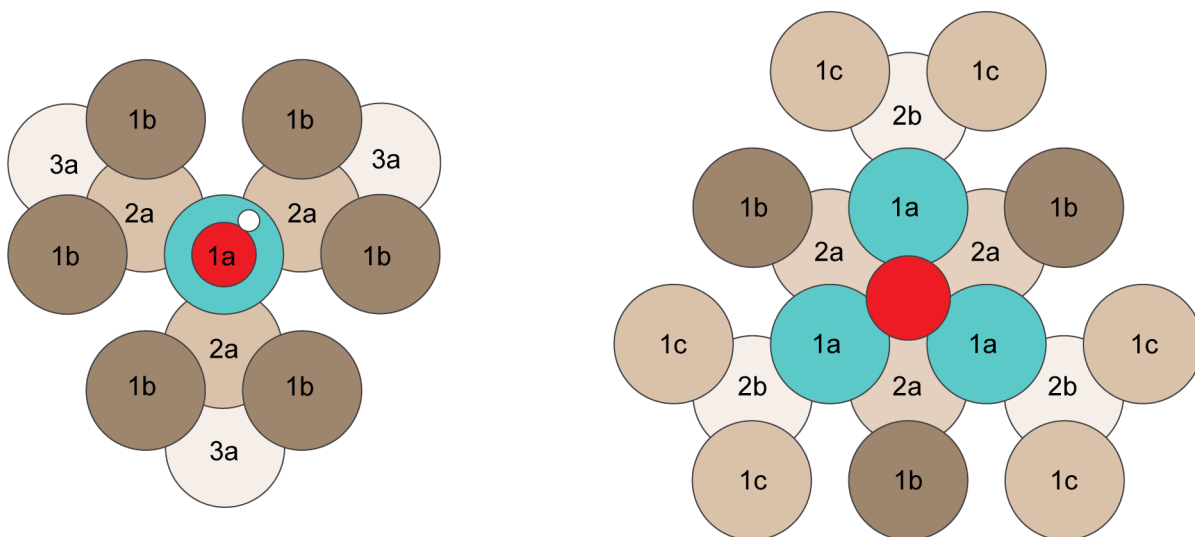 1b 1b
3a 3a
2a 2a
1b 1a 1b
2a
1b 1b
3a
1c 1c
2b
1b 1a 1b
2a 2a
1c 1a 1a 1c
2b 2a 2b
1c 1b 1c